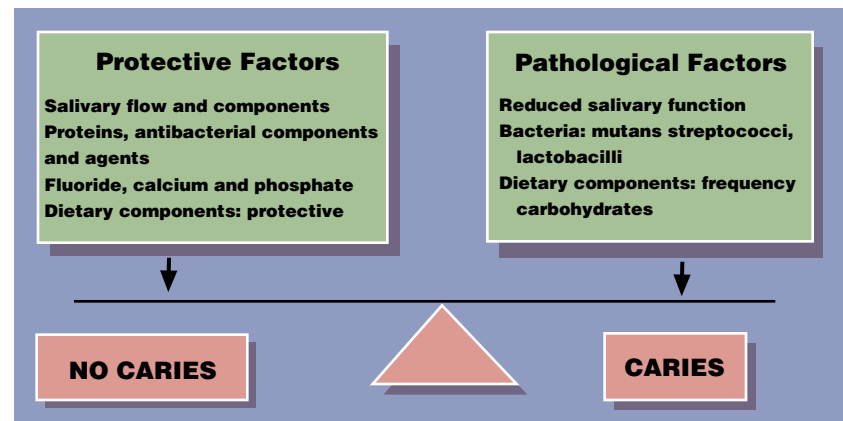 Protective Factors
Salivary flow and components
Proteins, antibacterial components
and agents
Fluoride, calcium and phosphate
Dietary components: protective
Pathological Factors
Reduced salivary function
Bacteria: mutans streptococci,
lactobacilli
Dietary components: frequency
carbohydrates
NO CARIES
CARIES